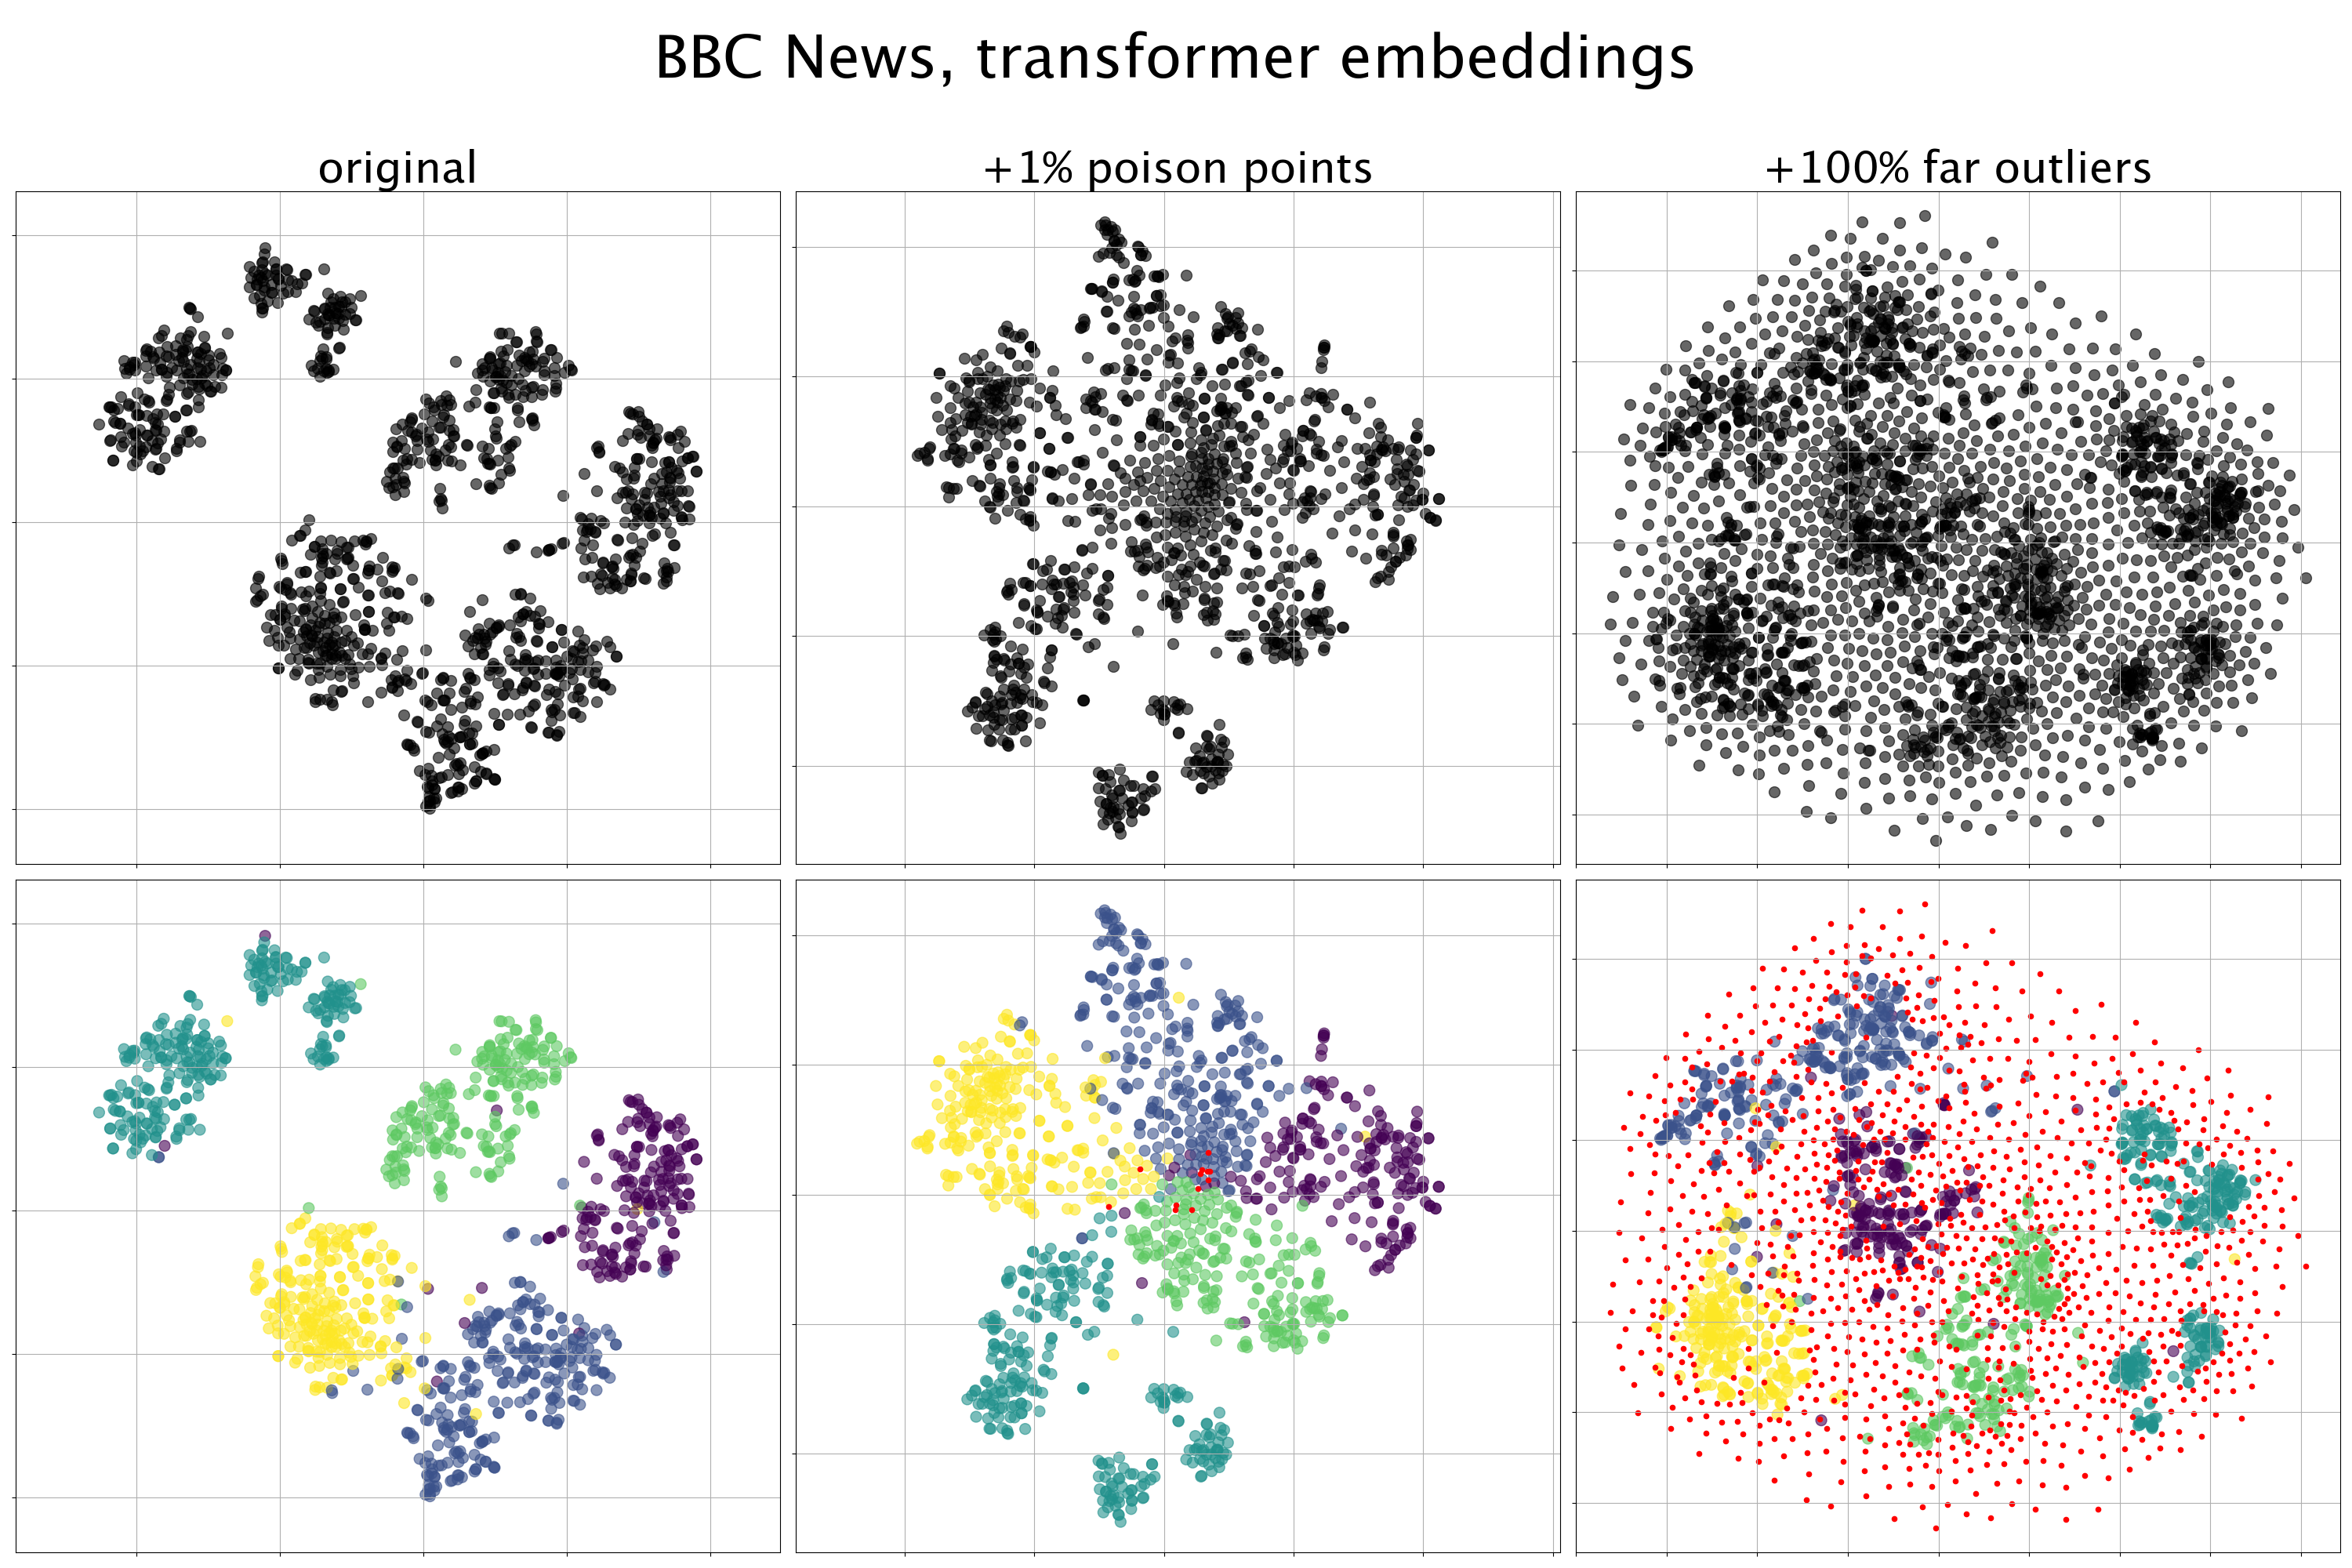 BBC News, transformer embeddings
original
+1% poison points
+100% far outliers